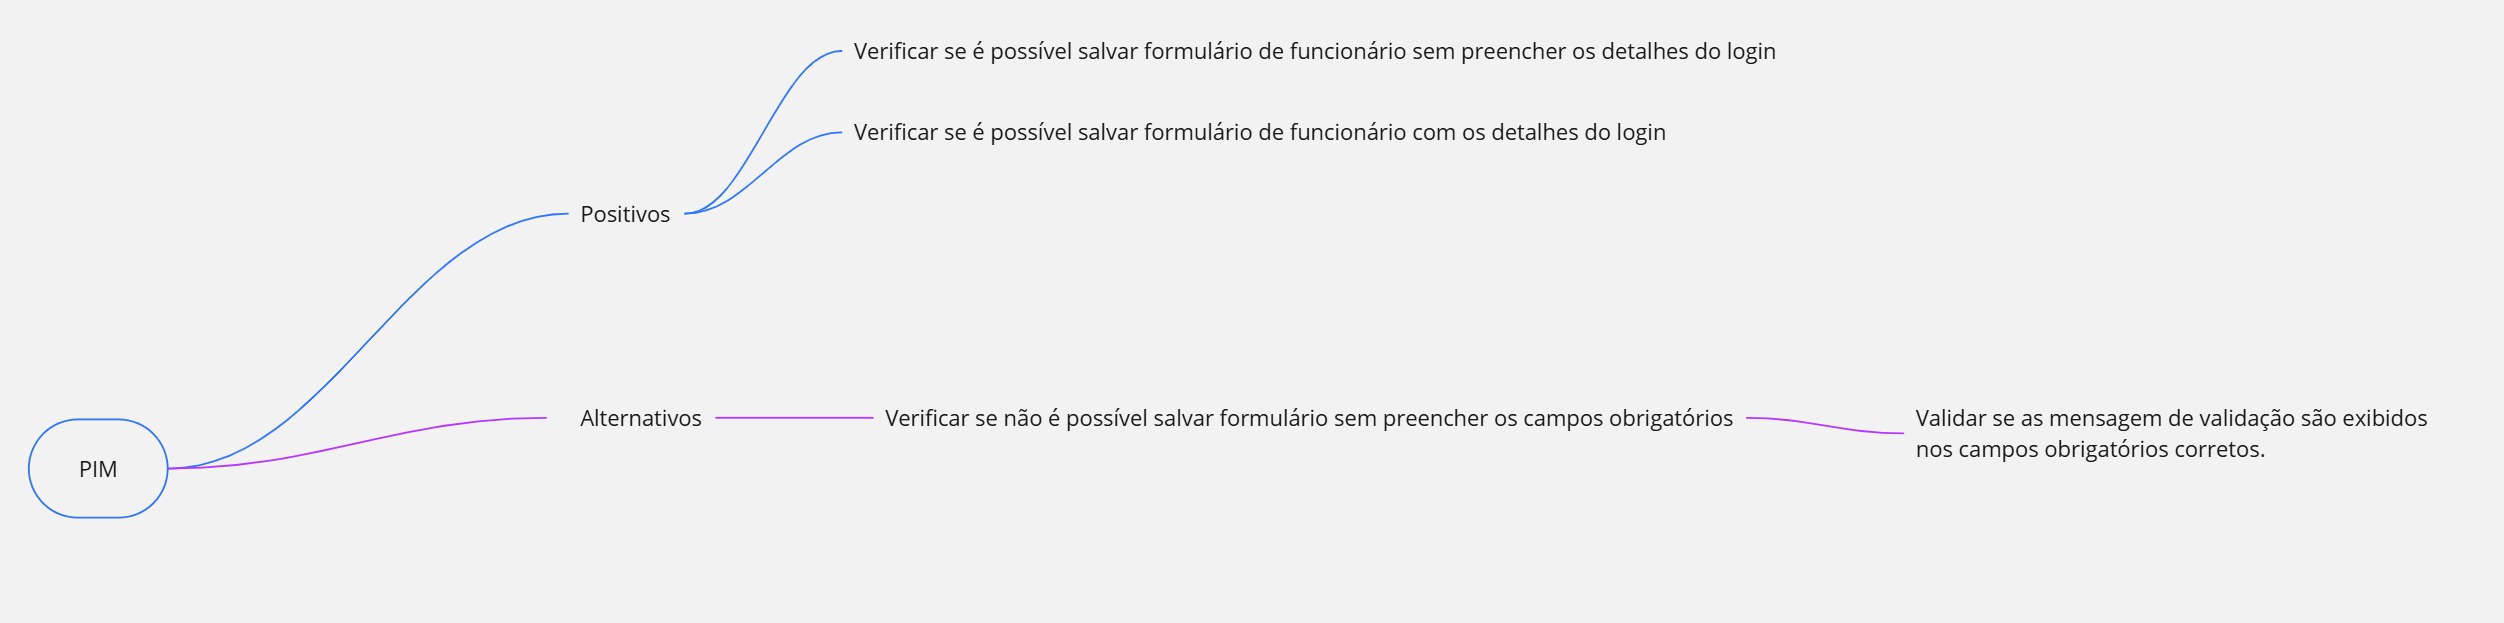 Verificar se é possível salvar formulário de funcionário sem preencher os detalhes do login
Verificar se é possível salvar formulário de funcionário com os detalhes do login
Positivos
Alternativos
Verificar se não é possível salvar formulário sem preencher os campos obrigatórios
Validar se as mensagem de validação são exibidos
nos campos obrigatórios corretos.
PIM